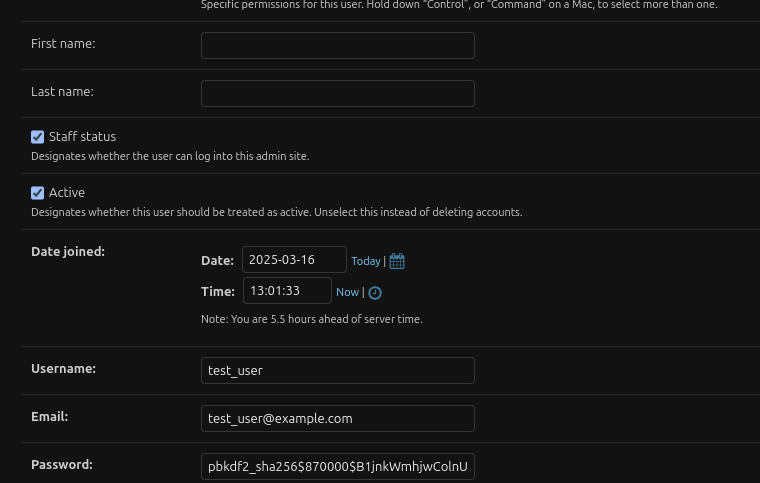 Specific permissions for this user. Hold down “Control”, or “Command” on a Mac, to select more than one.
First name:
Last name:
Staff status
Designates whether the user can log into this admin site.
Active
Designates whether this user should be treated as active. Unselect this instead of deleting accounts.
Date joined:
Date: 2025-03-16 Today |
Time: 13:01:33 Now |
Note: You are 5.5 hours ahead of server time.
Username: test_user
Email: test_user@example.com
Password: pbkdf2_sha256$870000$B1jnkWmhjwColnU